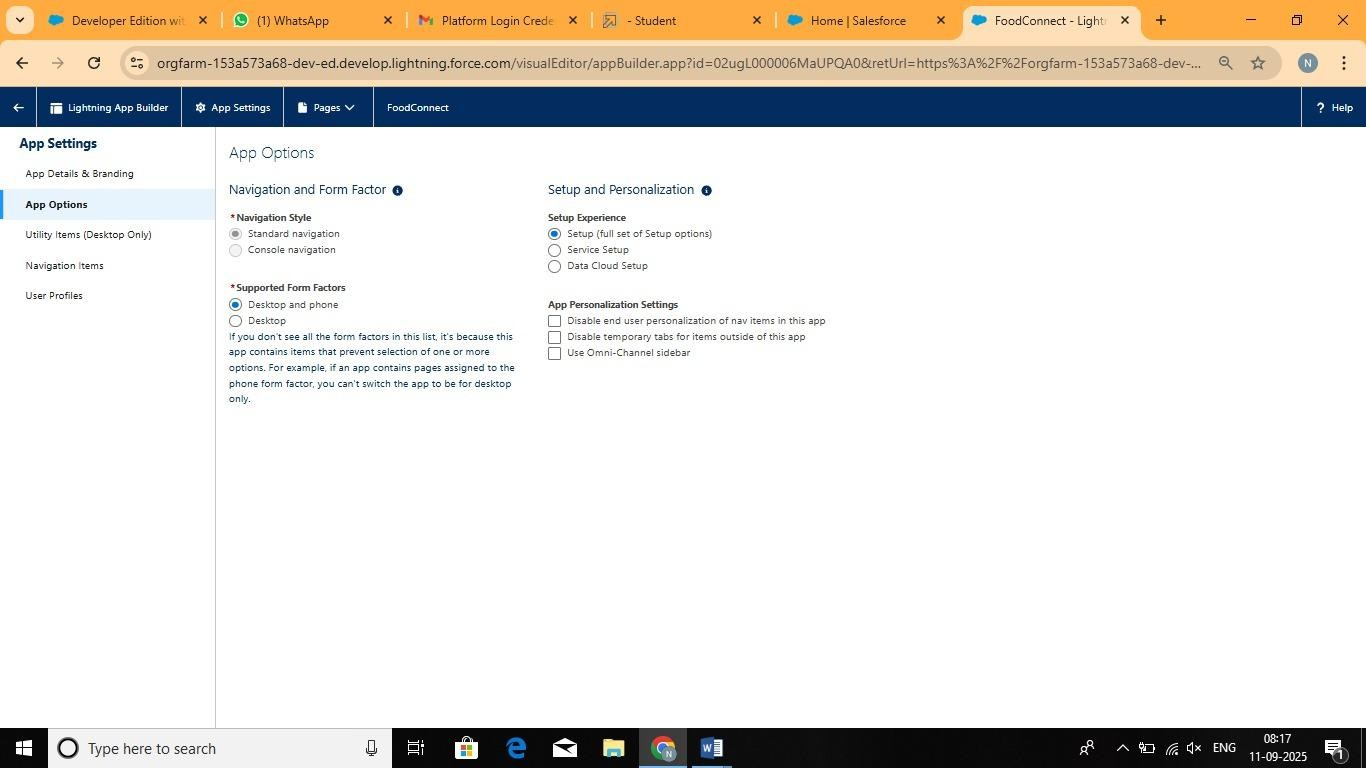 Developer Edition wit
(1) WhatsApp
Platform Login Crede
- Student
Home | Salesforce
FoodConnect - Lightn
orgfarm-153a573a68-dev-ed.develop.lightning.force.com/visualEditor/appBuilder.app?id=02ugL000006MaUPQA0&retUrl=https%3A%2F%2Forgfarm-153a573a68-dev-...
N
Lightning App Builder
App Settings
Pages
FoodConnect
? Help
App Settings
App Details & Branding
App Options
Utility Items (Desktop Only)
Navigation Items
User Profiles
App Options
Navigation and Form Factor
*Navigation Style
Standard navigation
Console navigation
*Supported Form Factors
Desktop and phone
Desktop
If you don't see all the form factors in this list, it's because this
app contains items that prevent selection of one or more
options. For example, if an app contains pages assigned to the
phone form factor, you can't switch the app to be for desktop
only.
Setup and Personalization
Setup Experience
Setup (full set of Setup options)
Service Setup
Data Cloud Setup
App Personalization Settings
Disable end user personalization of nav items in this app
Disable temporary tabs for items outside of this app
Use Omni-Channel sidebar
Type here to search
ENG
08:17
11-09-2025
1